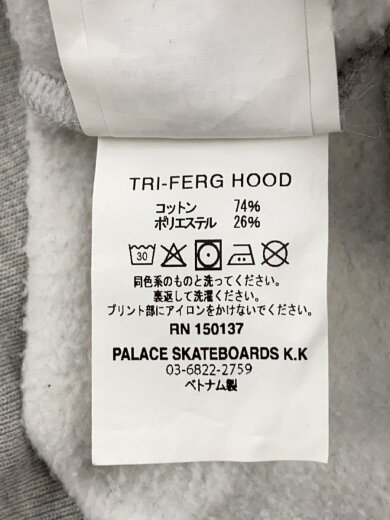 TRI-FERG HOOD
コットン 74%
ポリエステル 26%
30
同色系のものと洗ってください。
裏返して洗濯ください。
プリント部にアイロンをかけないでください。
RN 150137
PALACE SKATEBOARDS K.K
03-6822-2759
ベトナム製